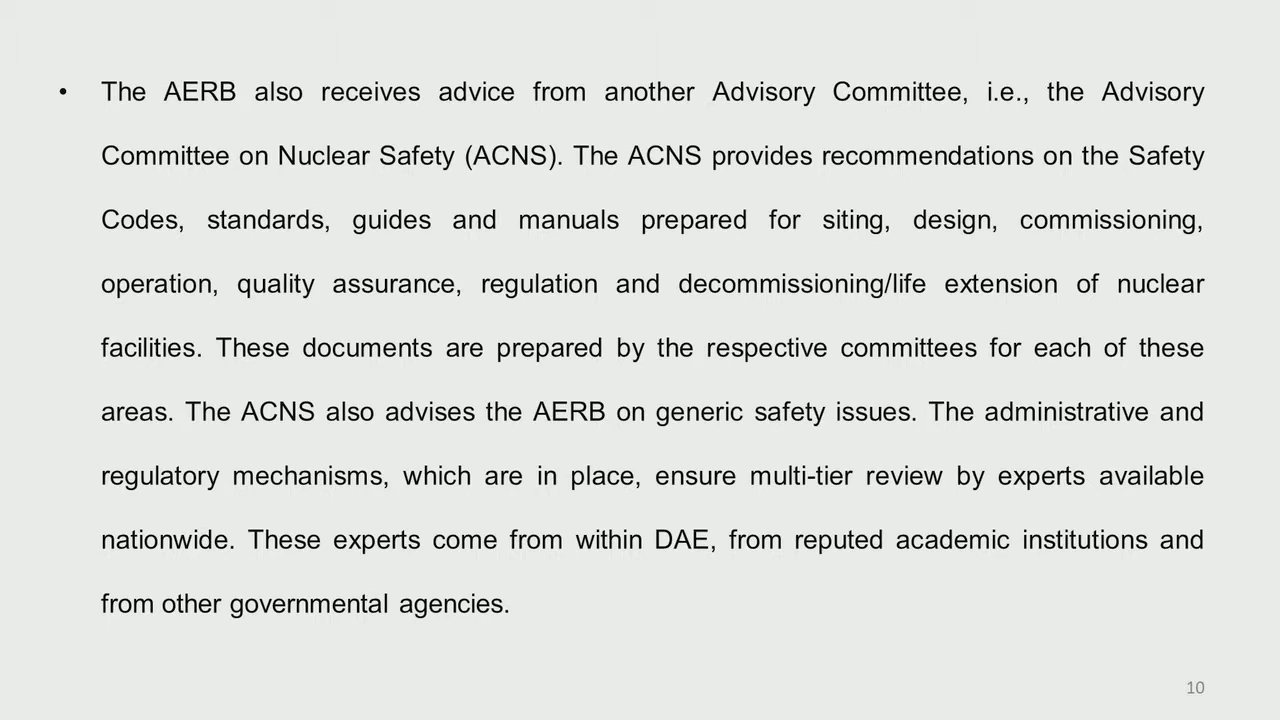 • The AERB also receives advice from another Advisory Committee, i.e., the Advisory
Committee on Nuclear Safety (ACNS). The ACNS provides recommendations on the Safety
Codes, standards, guides and manuals prepared for siting, design, commissioning,
operation, quality assurance, regulation and decommissioning/life extension of nuclear
facilities. These documents are prepared by the respective committees for each of these
areas. The ACNS also advises the AERB on generic safety issues. The administrative and
regulatory mechanisms, which are in place, ensure multi-tier review by experts available
nationwide. These experts come from within DAE, from reputed academic institutions and
from other governmental agencies.
10